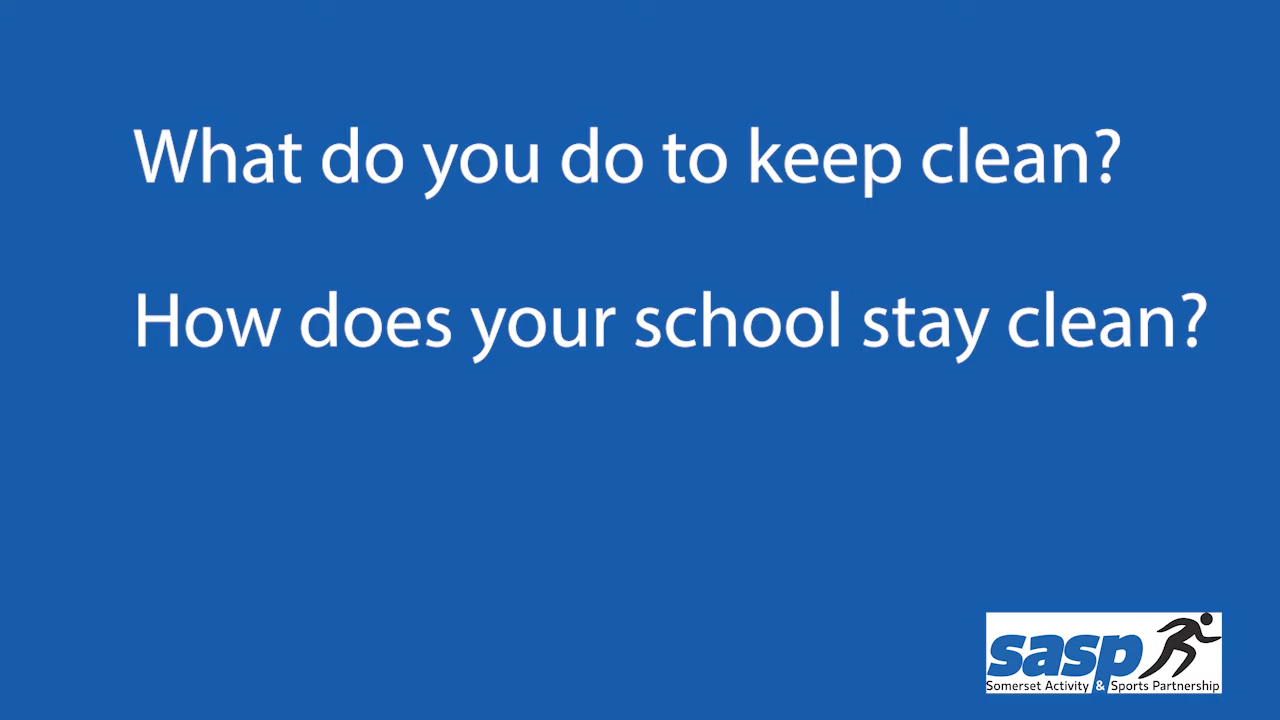 What do you do to keep clean?
How does your school stay clean?
sasp
Somerset Activity & Sports Partnership